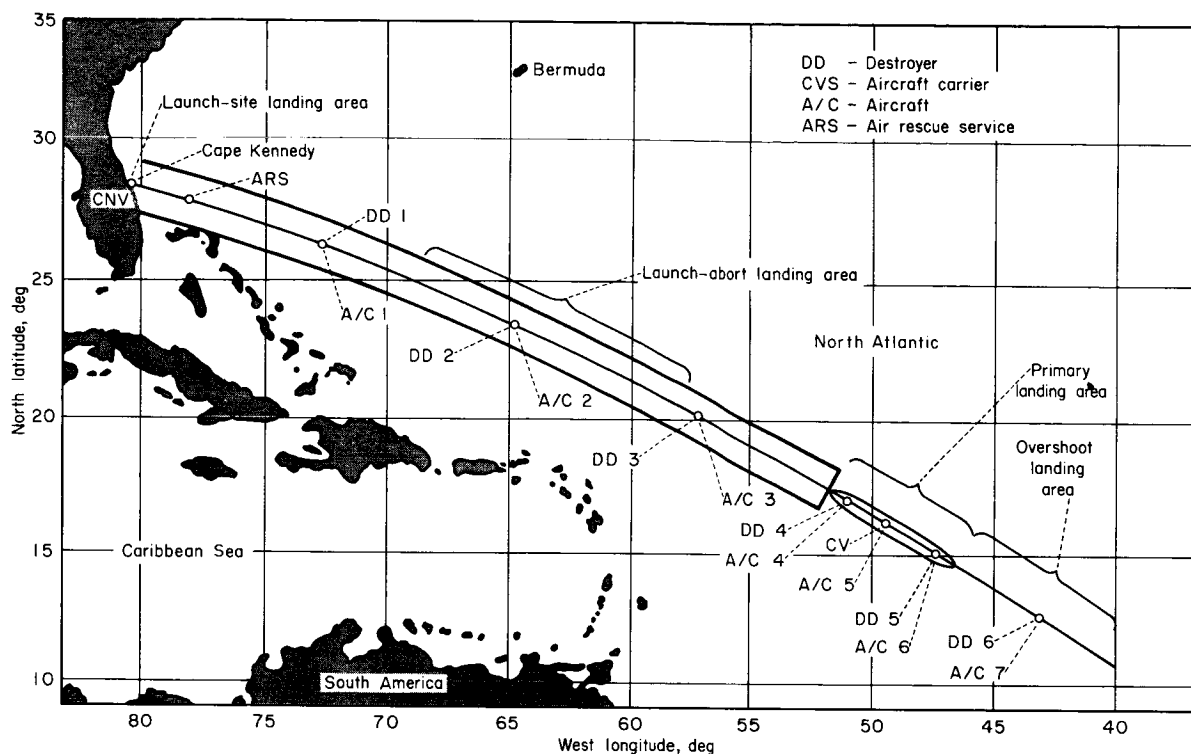 35
30
25
20
15
10
North latitude, deg
80
75
70
65
60
55
50
45
40
West longitude, deg
DD – Destroyer
CVS – Aircraft carrier
A/C – Aircraft
ARS – Air rescue service
Bermuda
Launch-site landing area
Cape Kennedy
ARS
CNV
DD 1
A/C 1
Launch-abort landing area
DD 2
A/C 2
North Atlantic
Primary
landing area
Overshoot
landing
area
DD 3
A/C 3
DD 4
A/C 4
CV
A/C 5
DD 5
A/C 6
DD 6
A/C 7
Caribbean Sea
South America